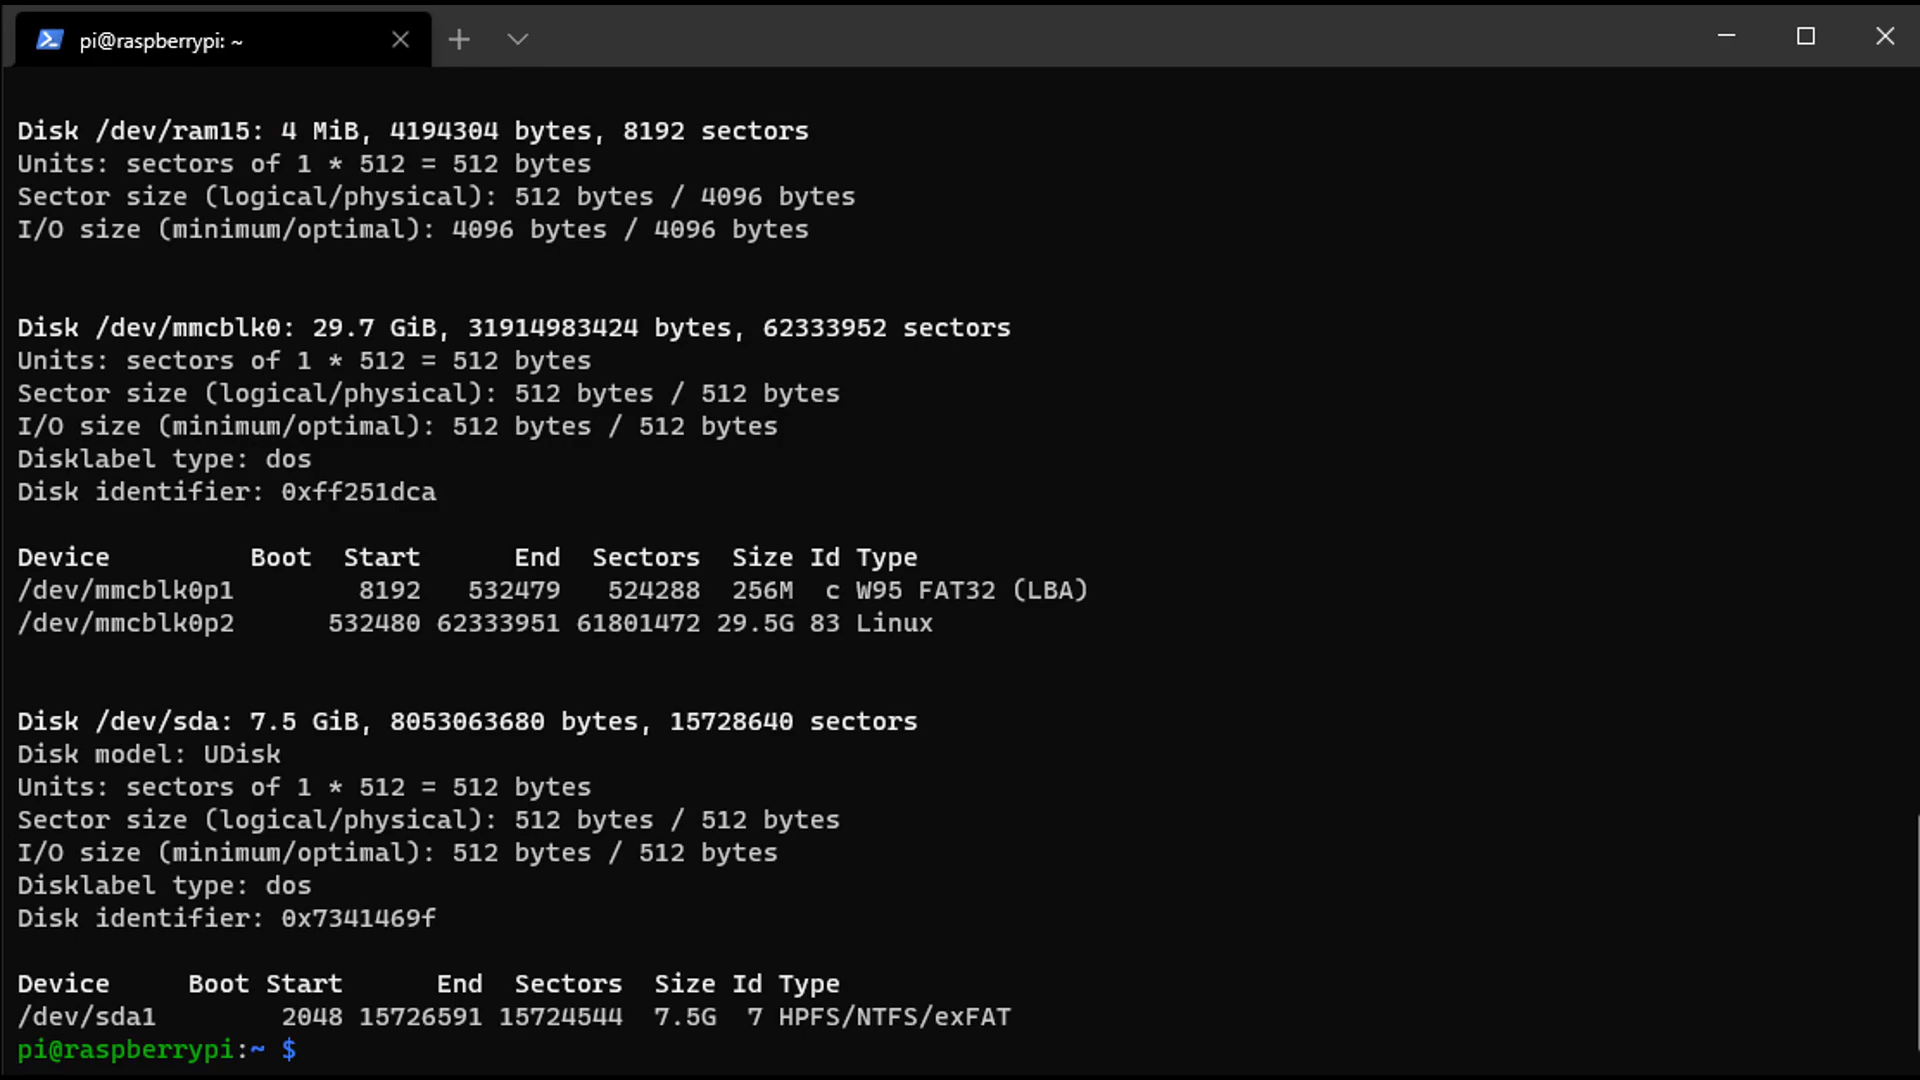 pi@raspberrypi: ~
Disk /dev/ram15: 4 MiB, 4194304 bytes, 8192 sectors
Units: sectors of 1 * 512 = 512 bytes
Sector size (logical/physical): 512 bytes / 4096 bytes
I/O size (minimum/optimal): 4096 bytes / 4096 bytes
Disk /dev/mmcblk0: 29.7 GiB, 31914983424 bytes, 62333952 sectors
Units: sectors of 1 * 512 = 512 bytes
Sector size (logical/physical): 512 bytes / 512 bytes
I/O size (minimum/optimal): 512 bytes / 512 bytes
Disklabel type: dos
Disk identifier: 0xff251dca
Device         Boot  Start      End  Sectors  Size Id Type
/dev/mmcblk0p1        8192   532479   524288  256M  c W95 FAT32 (LBA)
/dev/mmcblk0p2      532480 62333951 61801472 29.5G 83 Linux
Disk /dev/sda: 7.5 GiB, 8053063680 bytes, 15728640 sectors
Disk model: UDisk
Units: sectors of 1 * 512 = 512 bytes
Sector size (logical/physical): 512 bytes / 512 bytes
I/O size (minimum/optimal): 512 bytes / 512 bytes
Disklabel type: dos
Disk identifier: 0x7341469f
Device     Boot Start      End  Sectors  Size Id Type
/dev/sda1        2048 15726591 15724544  7.5G  7 HPFS/NTFS/exFAT
pi@raspberrypi:~ $